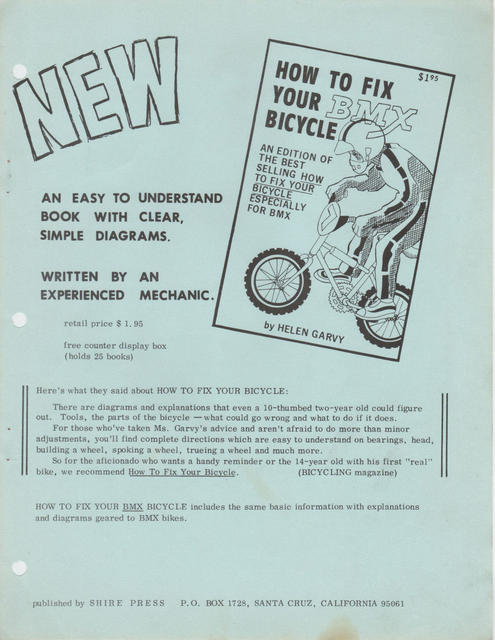 NEW
$1.95
HOW TO FIX
YOUR BMX
BICYCLE
AN EDITION OF
THE BEST
SELLING HOW
TO FIX YOUR
BICYCLE
ESPECIALLY
FOR BMX
by HELEN GARVY
AN EASY TO UNDERSTAND
BOOK WITH CLEAR,
SIMPLE DIAGRAMS.
WRITTEN BY AN
EXPERIENCED MECHANIC.
retail price $ 1.95
free counter display box
(holds 25 books)
Here's what they said about HOW TO FIX YOUR BICYCLE:
There are diagrams and explanations that even a 10-thumbed two-year old could figure
out. Tools, the parts of the bicycle — what could go wrong and what to do if it does.
For those who've taken Ms. Garvy's advice and aren't afraid to do more than minor
adjustments, you'll find complete directions which are easy to understand on bearings, head,
building a wheel, spoking a wheel, trueing a wheel and much more.
So for the aficionado who wants a handy reminder or the 14-year old with his first "real"
bike, we recommend How To Fix Your Bicycle. (BICYCLING magazine)
HOW TO FIX YOUR BMX BICYCLE includes the same basic information with explanations
and diagrams geared to BMX bikes.
published by SHIRE PRESS P.O. BOX 1728, SANTA CRUZ, CALIFORNIA 95061